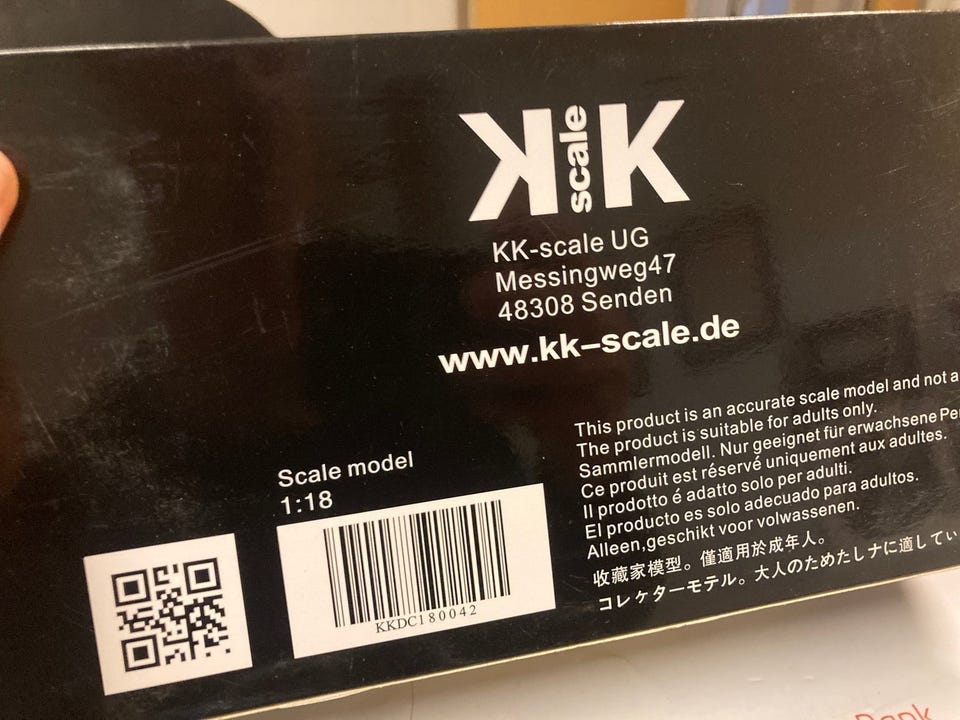 KK
scale
KK-scale UG
Messingweg47
48308 Senden
www.kk-scale.de
Scale model
1:18
KKDC180042
This product is an accurate scale model and not a
The product is suitable for adults only.
Sammlermodell. Nur geeignet für erwachsene
Ce produit est réservé uniquement aux adultes.
Il prodotto é adatto solo per adulti.
El producto es solo adecuado para adultos.
Alleen,geschikt voor volwassenen.
收藏家模型。僅適用於成年人。
コレケターモテル。大人のためたしナに適してい